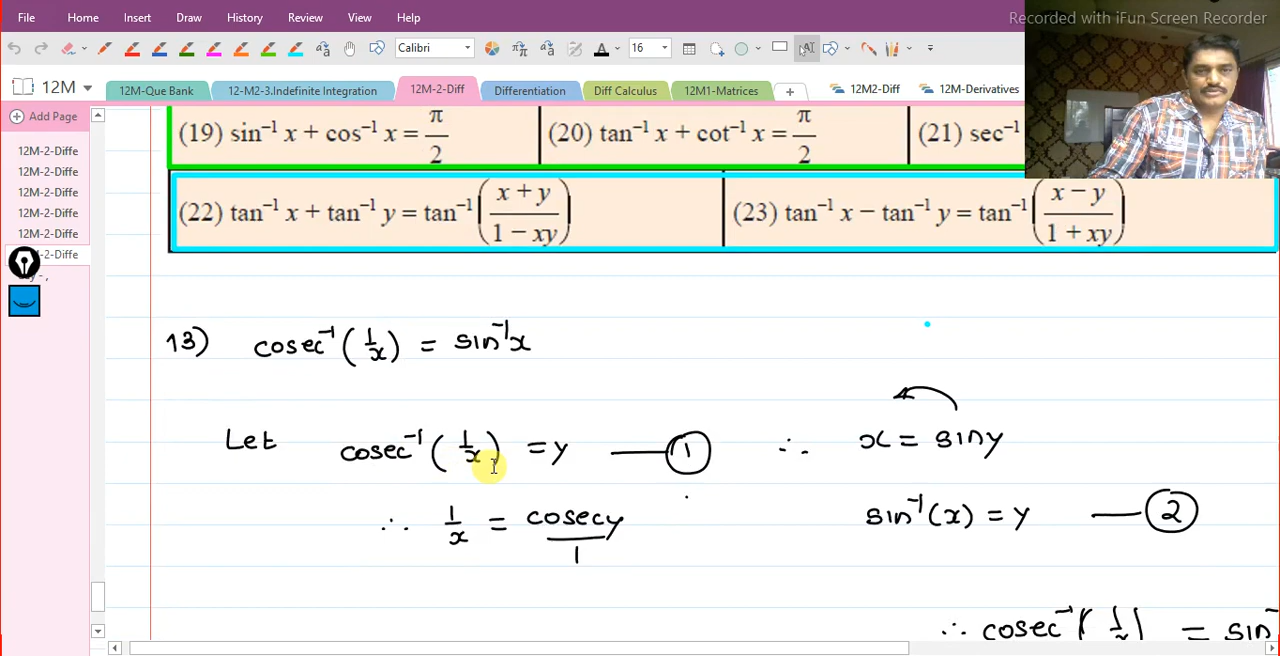 File Home Insert Draw History Review View Help
Recorded with iFun Screen Recorder
Calibri 16
12M 12M-Que Bank 12-M2-3.Indefinite Integration 12M-2-Diff Differentiation Diff Calculus 12M1-Matrices + 12M2-Diff 12M-Derivatives
Add Page
12M-2-Diffe
12M-2-Diffe
12M-2-Diffe
12M-2-Diffe
12M-2-Diffe
-2-Diffe
(19) sin⁻¹ x + cos⁻¹ x = π/2 (20) tan⁻¹ x + cot⁻¹ x = π/2 (21) sec⁻¹
(22) tan⁻¹ x + tan⁻¹ y = tan⁻¹ ((x + y)/(1 − xy)) (23) tan⁻¹ x − tan⁻¹ y = tan⁻¹ ((x − y)/(1 + xy))
13) cosec⁻¹(1/x) = sin⁻¹x
Let cosec⁻¹(1/x) = y —— 1 ∴ x = siny
∴ 1/x = cosecy/1 sin⁻¹(x) = y —— 2
∴ cosec⁻¹(1/x) = sin⁻